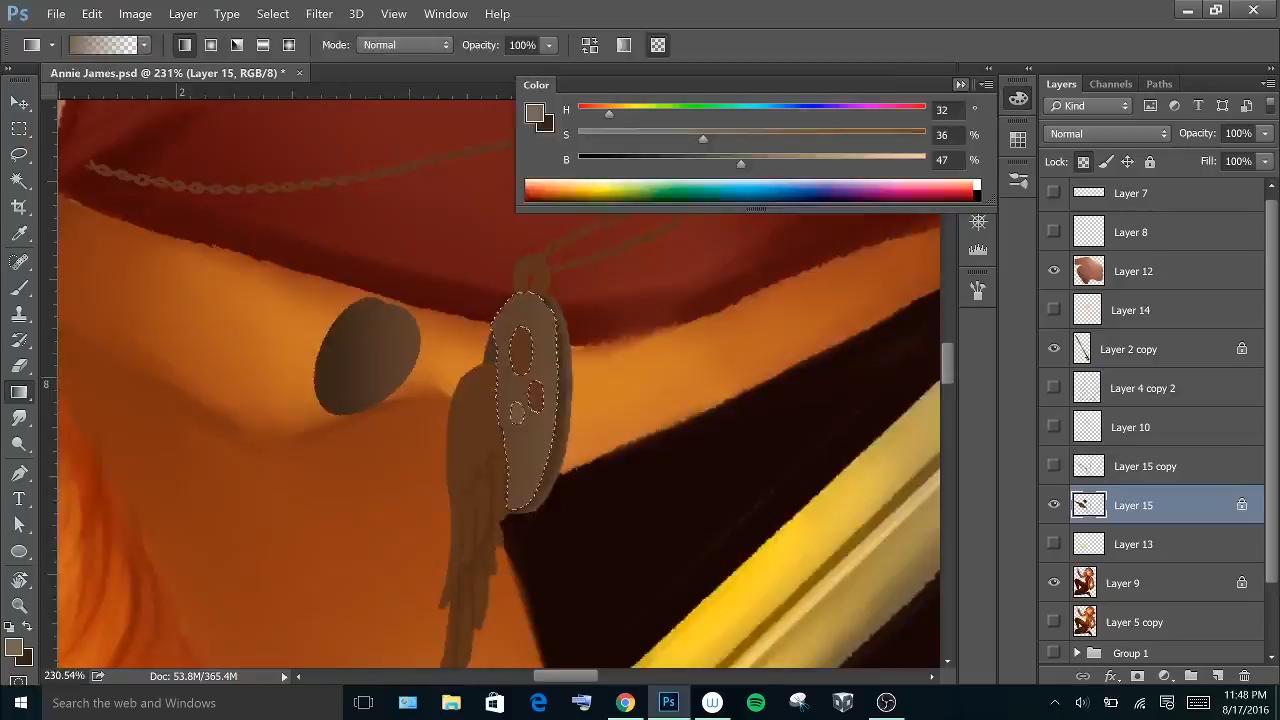 Ps File Edit Image Layer Type Select Filter 3D View Window Help
Mode: Normal Opacity: 100%
Annie James.psd @ 231% (Layer 15, RGB/8) * ×
2
8
Color
H 32 °
S 36 %
B 47 %
Layers Channels Paths
Kind
Normal Opacity: 100%
Lock: Fill: 100%
Layer 7
Layer 8
Layer 12
Layer 14
Layer 2 copy
Layer 4 copy 2
Layer 10
Layer 15 copy
Layer 15
Layer 13
Layer 9
Layer 5 copy
Group 1
230.54% Doc: 53.8M/365.4M
Search the web and Windows
Ps
11:48 PM
8/17/2016